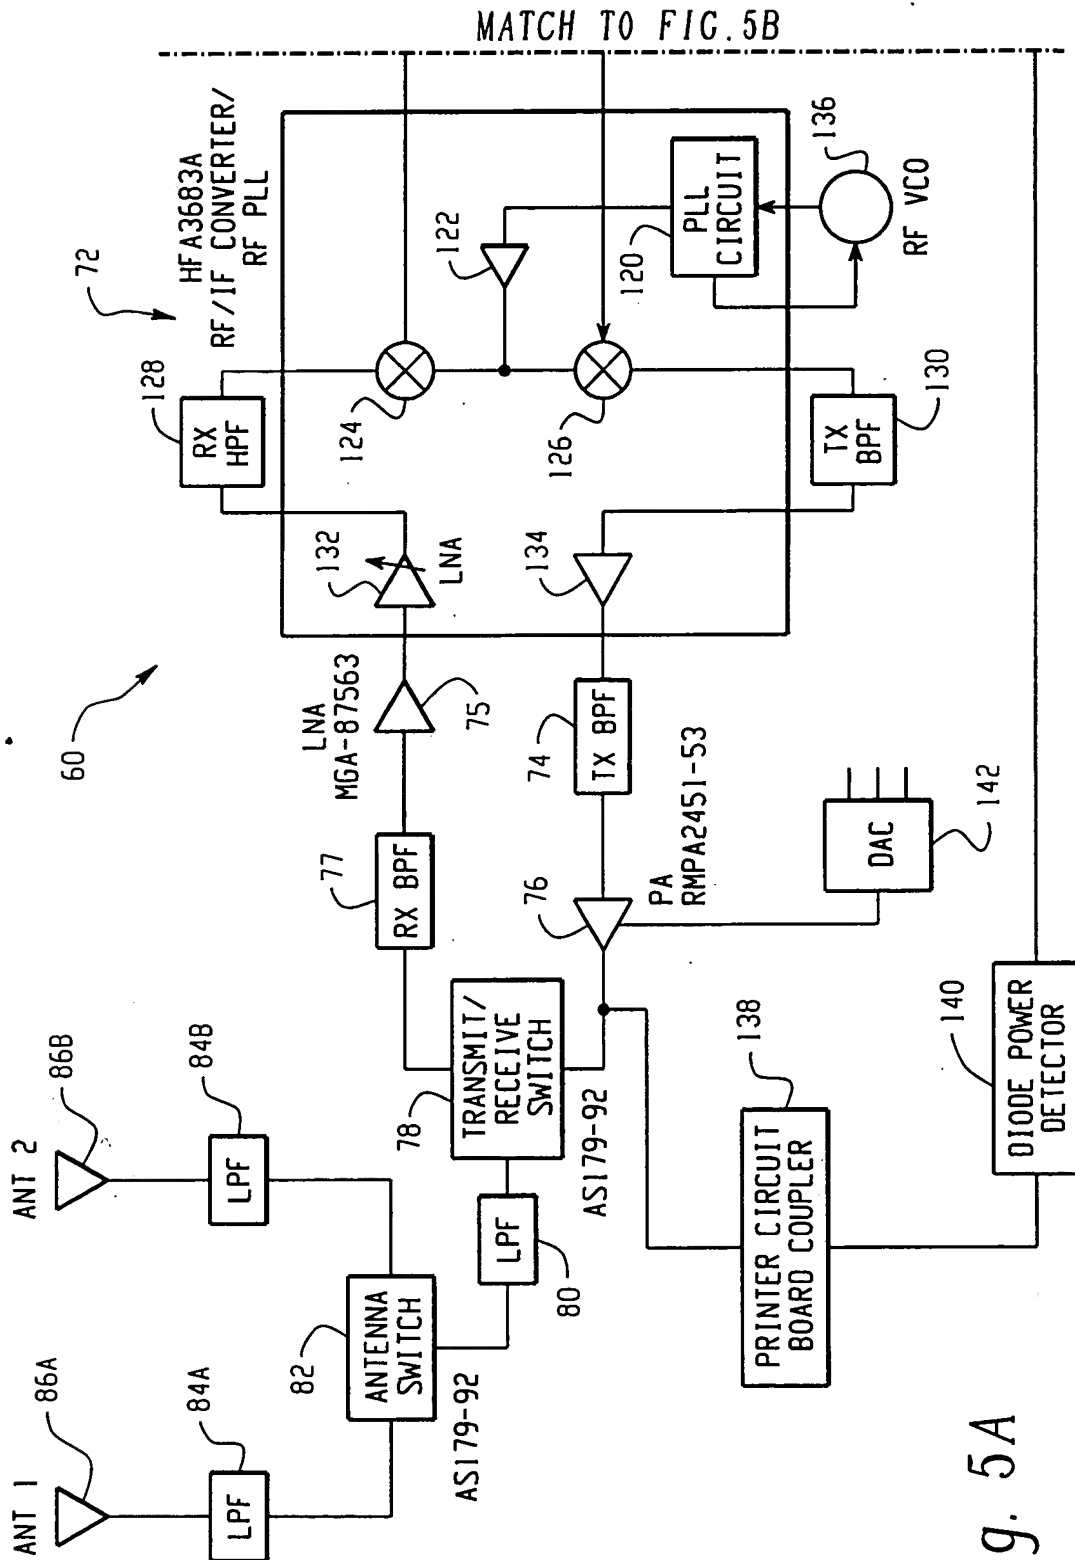 MATCH TO FIG.5B
72
HFA3683A
RF/IF CONVERTER/
RF PLL
128
RX
HPF
122
124
120
PLL
CIRCUIT
136
RF VCO
126
TX
BPF
130
132
LNA
134
60
LNA
MGA-87563
75
74
TX BPF
77
RX BPF
76
PA
RMPA2451-53
DAC
142
ANT 2
86B
84B
LPF
78
TRANSMIT/
RECEIVE
SWITCH
AS179-92
LPF
80
138
PRINTER CIRCUIT
BOARD COUPLER
140
DIODE POWER
DETECTOR
ANT 1
86A
84A
LPF
82
ANTENNA
SWITCH
AS179-92
g. 5A